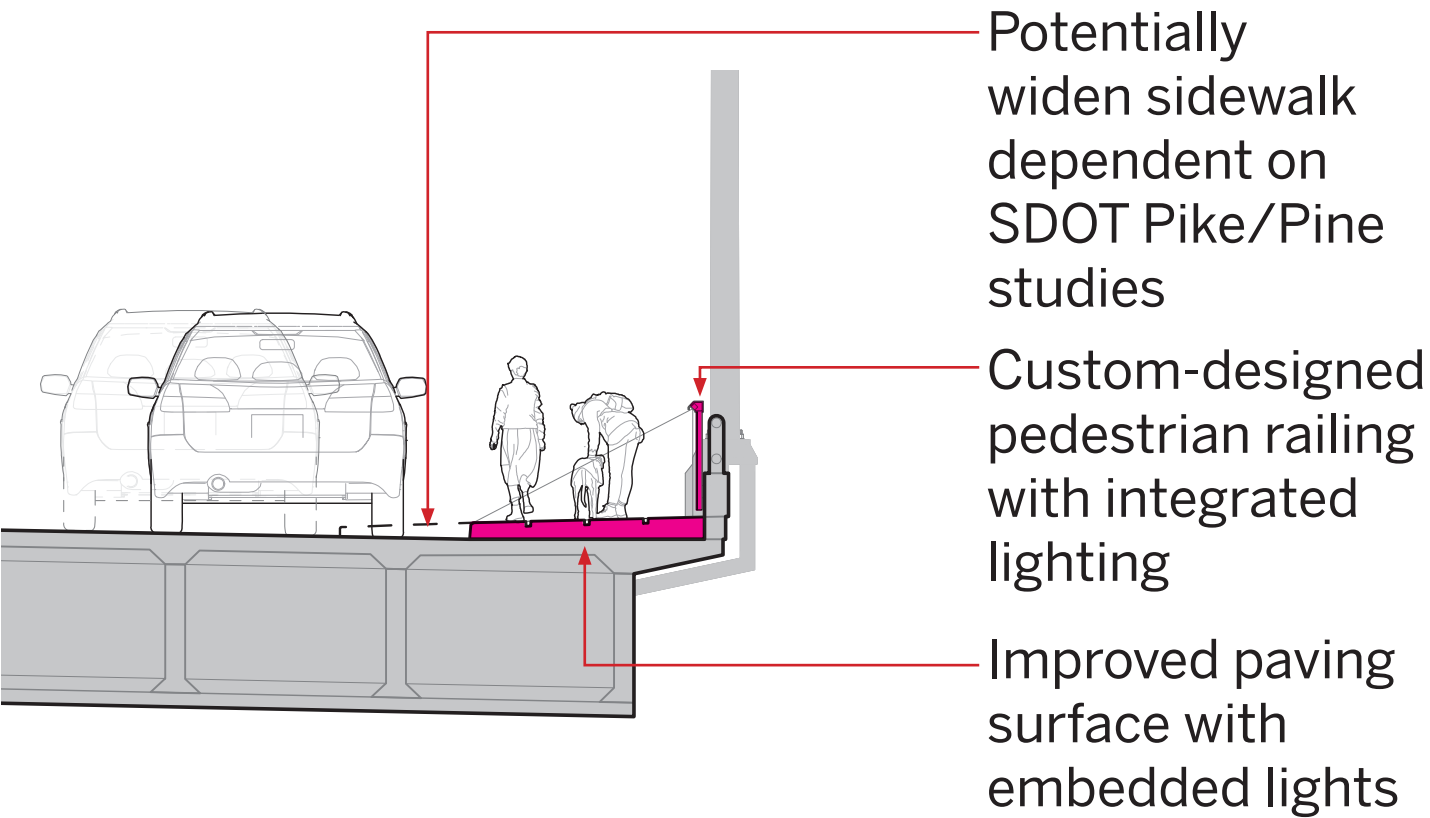 Potentially
widen sidewalk
dependent on
SDOT Pike/Pine
studies
Custom-designed
pedestrian railing
with integrated
lighting
Improved paving
surface with
embedded lights